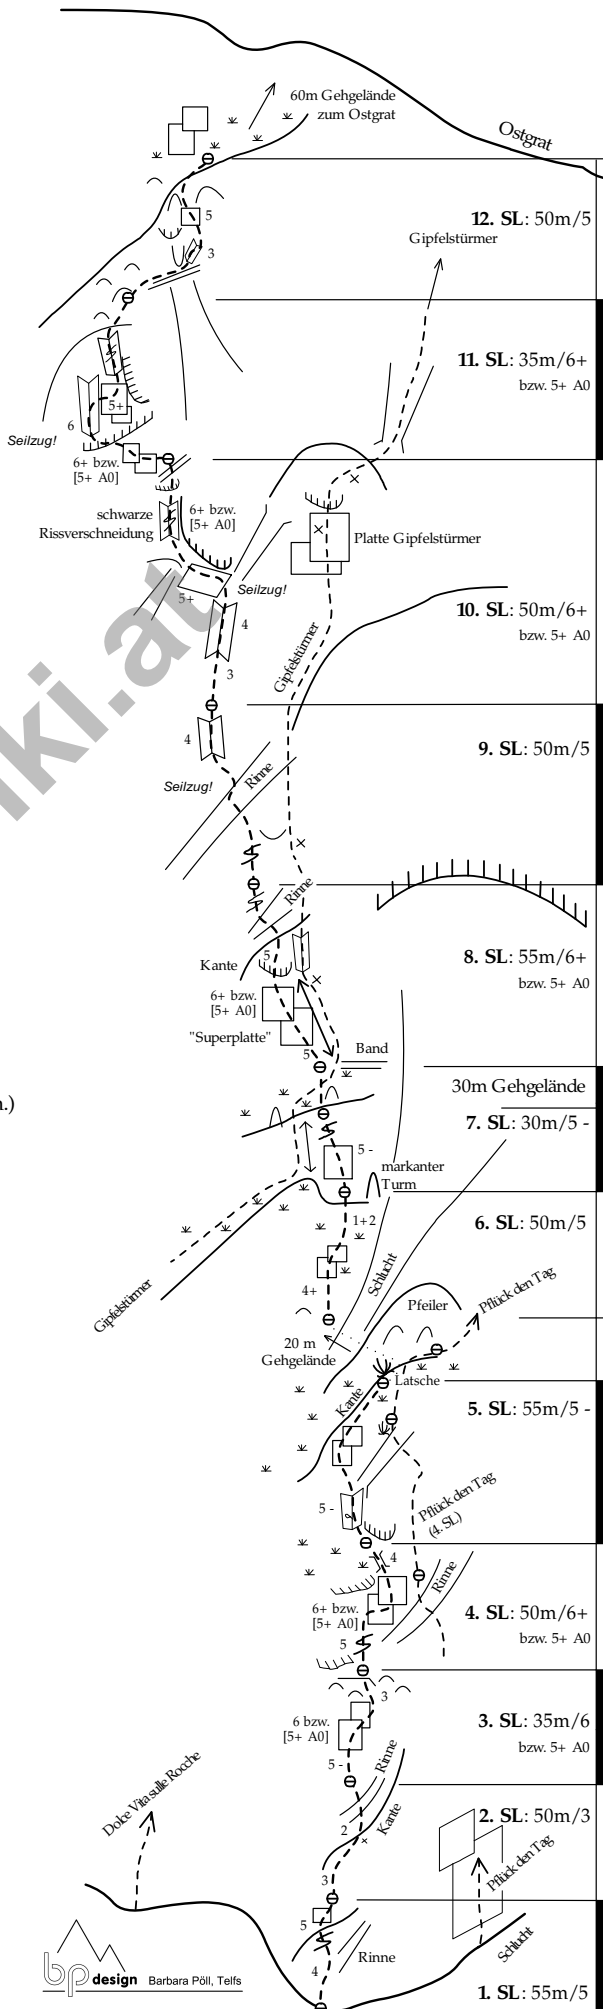 60m Gehgelände
zum Ostgrat
Ostgrat
12. SL: 50m/5
5
Gipfelstürmer
3
11. SL: 35m/6+
bzw. 5+ A0
5+
6
Seilzug!
6+ bzw.
[5+ A0]
schwarze
Rissverschneidung
6+ bzw.
[5+ A0]
Platte Gipfelstürmer
Seilzug!
5+
10. SL: 50m/6+
bzw. 5+ A0
4
Gipfelstürmer
3
4
9. SL: 50m/5
Rinne
Seilzug!
iki.at
Rinne
Kante
5
8. SL: 55m/6+
bzw. 5+ A0
6+ bzw.
[5+ A0]
"Superplatte"
5
Band
30m Gehgelände
n.)
7. SL: 30m/5 -
5 -
markanter
Turm
1+2
6. SL: 50m/5
Schlucht
4+
Gipfelstürmer
Pfeiler
Pflück den Tag
20 m
Gehgelände
Latsche
Kante
5. SL: 55m/5 -
5 -
Pflück den Tag
(4. SL)
4
Rinne
6+ bzw.
[5+ A0]
4. SL: 50m/6+
bzw. 5+ A0
5
3
6 bzw.
[5+ A0]
3. SL: 35m/6
bzw. 5+ A0
5 -
Rinne
Dolce Vita sulle Rocche
Kante
2
2. SL: 50m/3
3
Pflück den Tag
5
Rinne
Schlucht
4
bp design Barbara Pöll, Telfs
1. SL: 55m/5